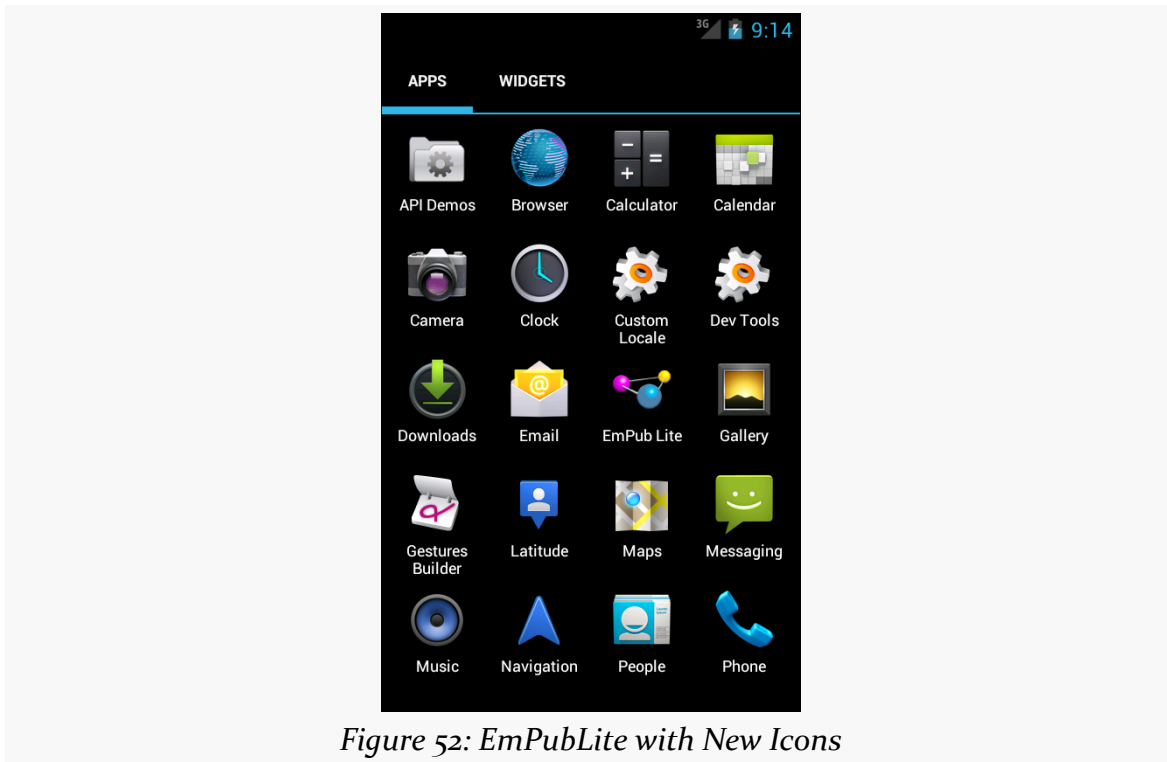 3G 9:14
APPS WIDGETS
API Demos Browser Calculator Calendar
Camera Clock Custom Locale Dev Tools
Downloads Email EmPub Lite Gallery
Gestures Builder Latitude Maps Messaging
Music Navigation People Phone
Figure 52: EmPubLite with New Icons